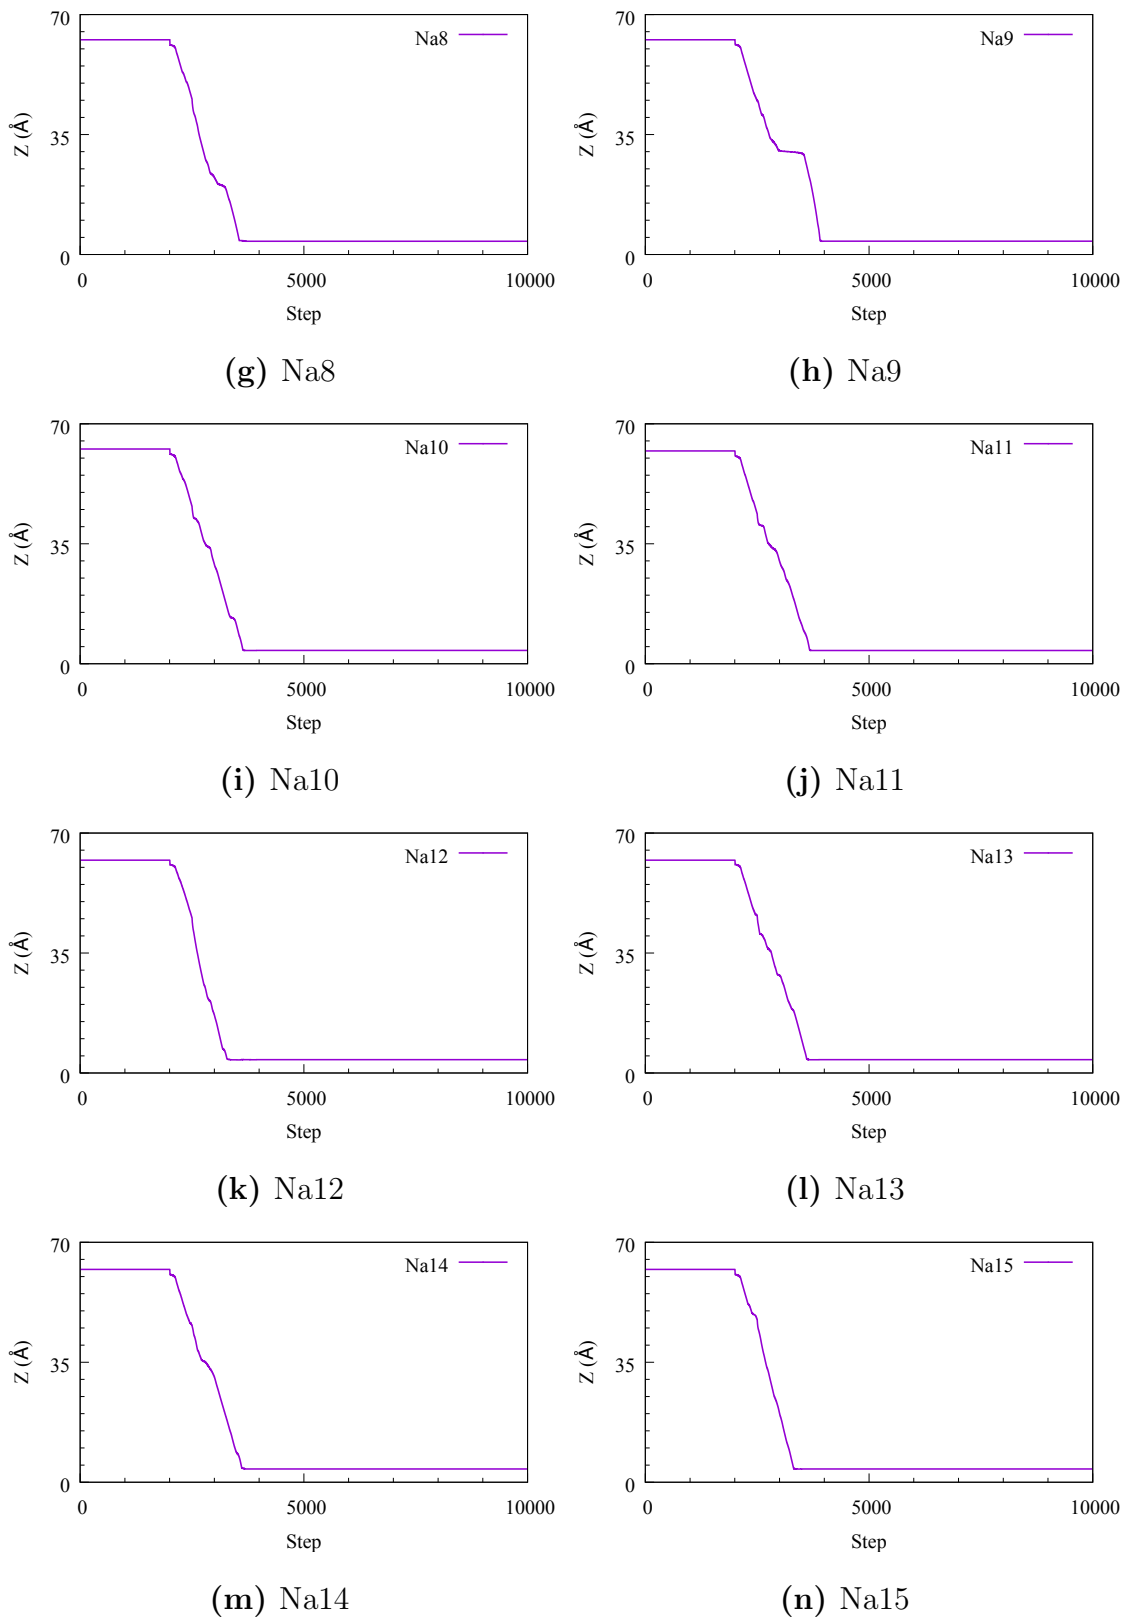 70
Na8
35
Z (Å)
0
0 5000 10000
Step
(g) Na8
70
Na9
35
Z (Å)
0
0 5000 10000
Step
(h) Na9
70
Na10
35
Z (Å)
0
0 5000 10000
Step
(i) Na10
70
Na11
35
Z (Å)
0
0 5000 10000
Step
(j) Na11
70
Na12
35
Z (Å)
0
0 5000 10000
Step
(k) Na12
70
Na13
35
Z (Å)
0
0 5000 10000
Step
(l) Na13
70
Na14
35
Z (Å)
0
0 5000 10000
Step
(m) Na14
70
Na15
35
Z (Å)
0
0 5000 10000
Step
(n) Na15